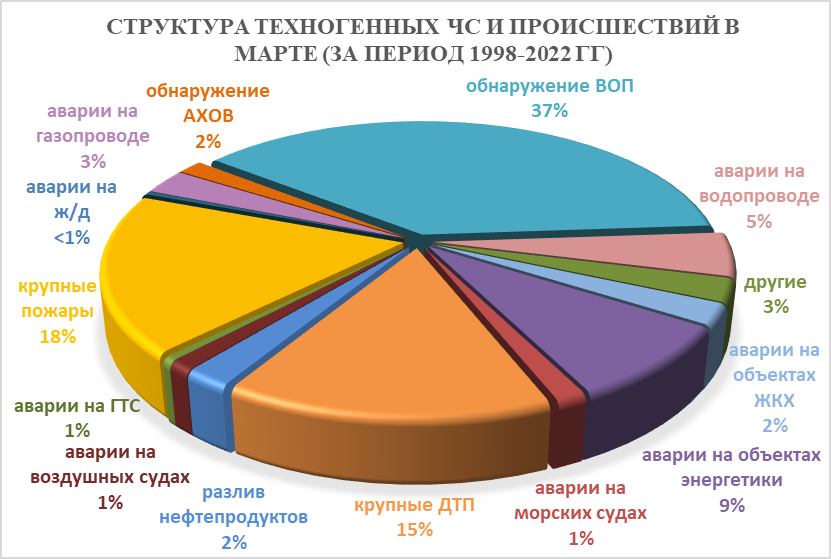 СТРУКТУРА ТЕХНОГЕННЫХ ЧС И ПРОИСШЕСТВИЙ В
МАРТЕ (ЗА ПЕРИОД 1998-2022 ГГ)
обнаружение ВОП
37%
аварии на
водопроводе
5%
другие
3%
аварии на
объектах
ЖКХ
2%
аварии на объектах
энергетики
9%
аварии на
морских судах
1%
крупные ДТП
15%
разлив
нефтепродуктов
2%
аварии на
воздушных судах
1%
аварии на ГТС
1%
крупные
пожары
18%
аварии на
ж/д
<1%
аварии на
газопроводе
3%
обнаружение
АХОВ
2%